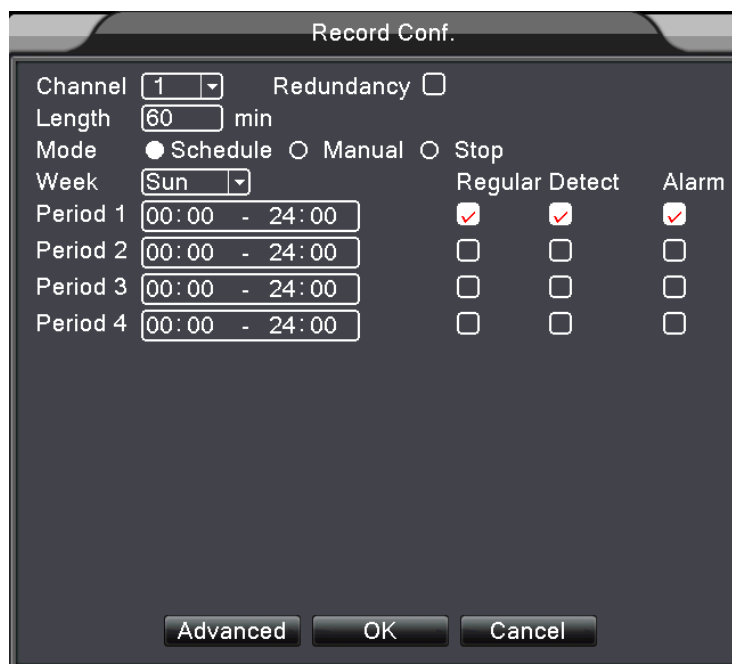 Record Conf.
Channel 1 Redundancy
Length 60 min
Mode Schedule Manual Stop
Week Sun Regular Detect Alarm
Period 1 00:00 - 24:00
Period 2 00:00 - 24:00
Period 3 00:00 - 24:00
Period 4 00:00 - 24:00
Advanced OK Cancel